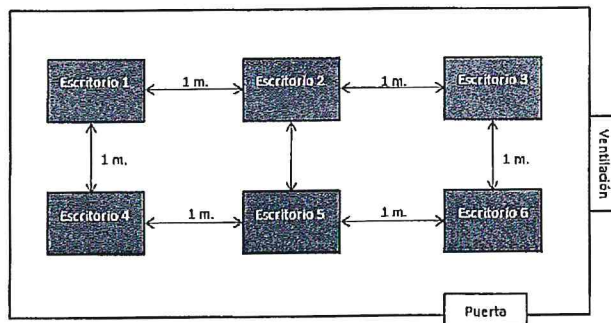 Escritorio 1
1 m.
Escritorio 2
1 m.
Escritorio 3
1 m.
1 m.
Ventilación
Escritorio 4
1 m.
Escritorio 5
1 m.
Escritorio 6
Puerta